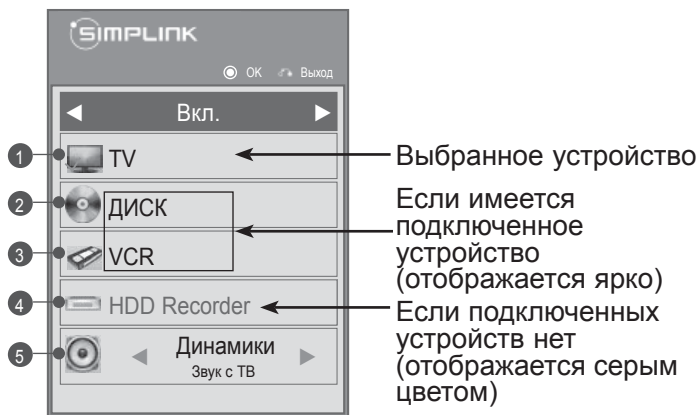 SIMPLINK
OK Выход
Вкл.
1 TV
2 ДИСК
3 VCR
4 HDD Recorder
5 Динамики
Звук с ТВ
Выбранное устройство
Если имеется
подключенное
устройство
(отображается ярко)
Если подключенных
устройств нет
(отображается серым
цветом)